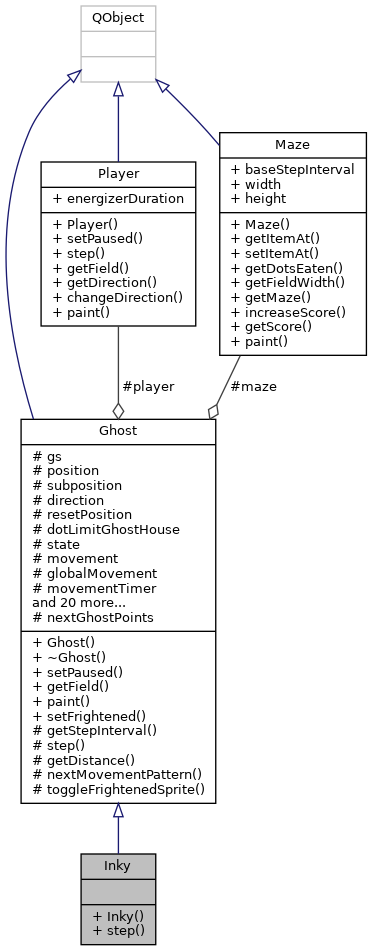 QObject
Player
+ energizerDuration
+ Player()
+ setPaused()
+ step()
+ getField()
+ getDirection()
+ changeDirection()
+ paint()
Maze
+ baseStepInterval
+ width
+ height
+ Maze()
+ getItemAt()
+ setItemAt()
+ getDotsEaten()
+ getFieldWidth()
+ getMaze()
+ increaseScore()
+ getScore()
+ paint()
#player
#maze
Ghost
# gs
# position
# subposition
# direction
# resetPosition
# dotLimitGhostHouse
# state
# movement
# globalMovement
# movementTimer
and 20 more...
# nextGhostPoints
+ Ghost()
+ ~Ghost()
+ setPaused()
+ getField()
+ paint()
+ setFrightened()
# getStepInterval()
# step()
# getDistance()
# nextMovementPattern()
# toggleFrightenedSprite()
Inky
+ Inky()
+ step()